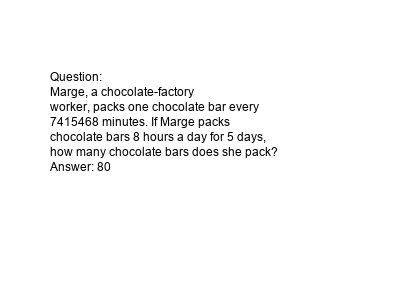 Question:
Marge, a chocolate-factory
worker, packs one chocolate bar every
7415468 minutes. If Marge packs
chocolate bars 8 hours a day for 5 days,
how many chocolate bars does she pack?
Answer: 80